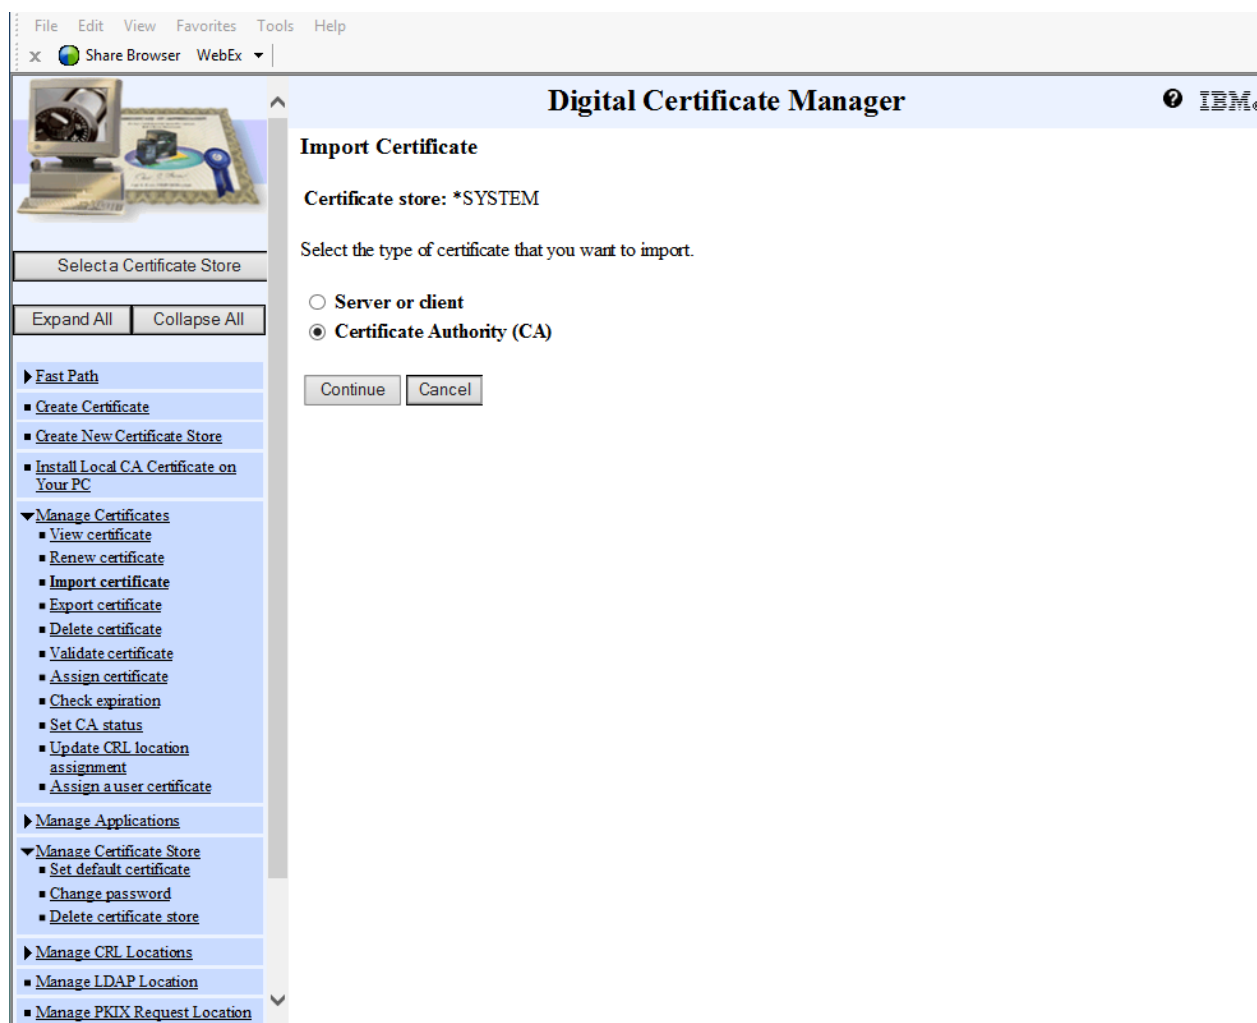 File Edit View Favorites Tools Help
x Share Browser WebEx
Digital Certificate Manager
IBM
Import Certificate
Certificate store: *SYSTEM
Select the type of certificate that you want to import.
Server or client
Certificate Authority (CA)
Continue Cancel
Select a Certificate Store
Expand All Collapse All
Fast Path
Create Certificate
Create New Certificate Store
Install Local CA Certificate on
Your PC
Manage Certificates
View certificate
Renew certificate
Import certificate
Export certificate
Delete certificate
Validate certificate
Assign certificate
Check expiration
Set CA status
Update CRL location
assignment
Assign a user certificate
Manage Applications
Manage Certificate Store
Set default certificate
Change password
Delete certificate store
Manage CRL Locations
Manage LDAP Location
Manage PKIX Request Location